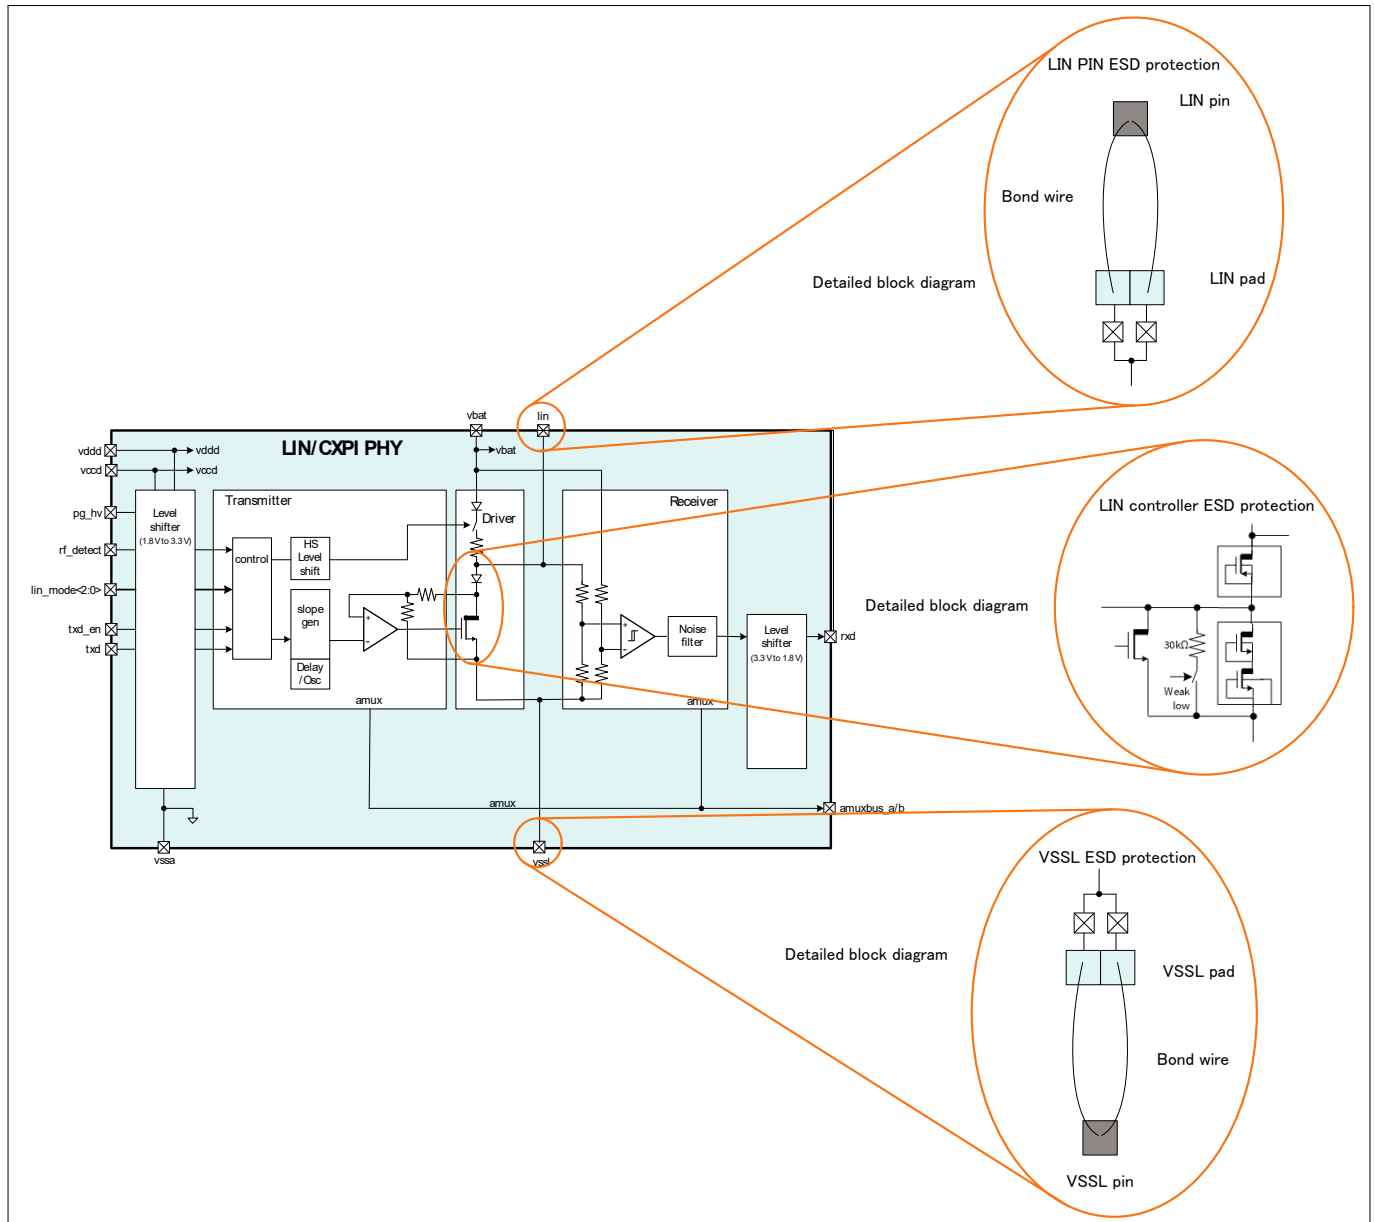 LIN PIN ESD protection
LIN pin
Bond wire
Detailed block diagram
LIN pad
vbat
lin
LIN/CXPI PHY
vddd
vddd
vbat
vccd
vccd
pg_hv
rf_detect
lin_mode<2:0>
txd_en
txd
Level
shifter
(1.8 V to 3.3 V)
Transmitter
control
HS
Level
shift
slope
gen
Delay
/Osc
+
-
amux
Driver
Receiver
+
-
Noise
filter
amux
Level
shifter
(3.3 V to 1.8 V)
rxd
amux
amuxbus_a/b
vssa
vssl
LIN controller ESD protection
Detailed block diagram
30kΩ
Weak
low
VSSL ESD protection
Detailed block diagram
VSSL pad
Bond wire
VSSL pin